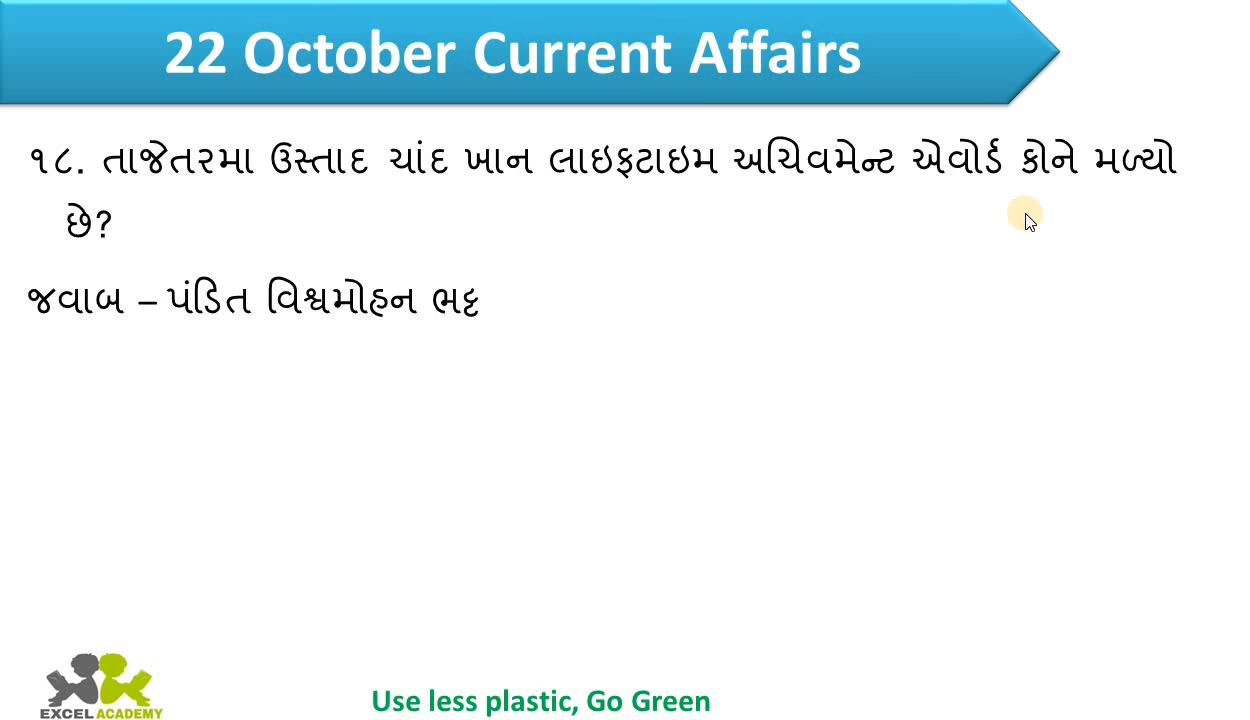 22 October Current Affairs
૧૮. તાજેતરમા ઉસ્તાદ ચાંદ ખાન લાઇફટાઇમ અચિવમેન્ટ એવોર્ડ કોને મળ્યો
છે?
જવાબ – પંડિત વિશ્વમોહન ભટ્ટ
EXCEL ACADEMY
Use less plastic, Go Green